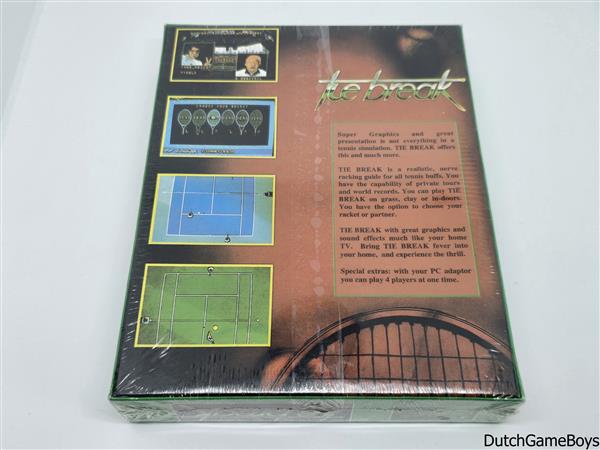 tie break
CHOOSE YOUR RACKET
Super Graphics and great
presentation is not everything in a
tennis simulation. TIE BREAK offers
this and much more.
TIE BREAK is a realistic, nerve
racking guide for all tennis buffs. You
have the capability of private tours
and world records. You can play TIE
BREAK on grass, clay or in-doors.
You have the option to choose your
racket or partner.
TIE BREAK with great graphics and
sound effects much like your home
TV. Bring TIE BREAK fever into
your home, and experience the thrill.
Special extras: with your PC adaptor
you can play 4 players at one time.
DutchGameBoys